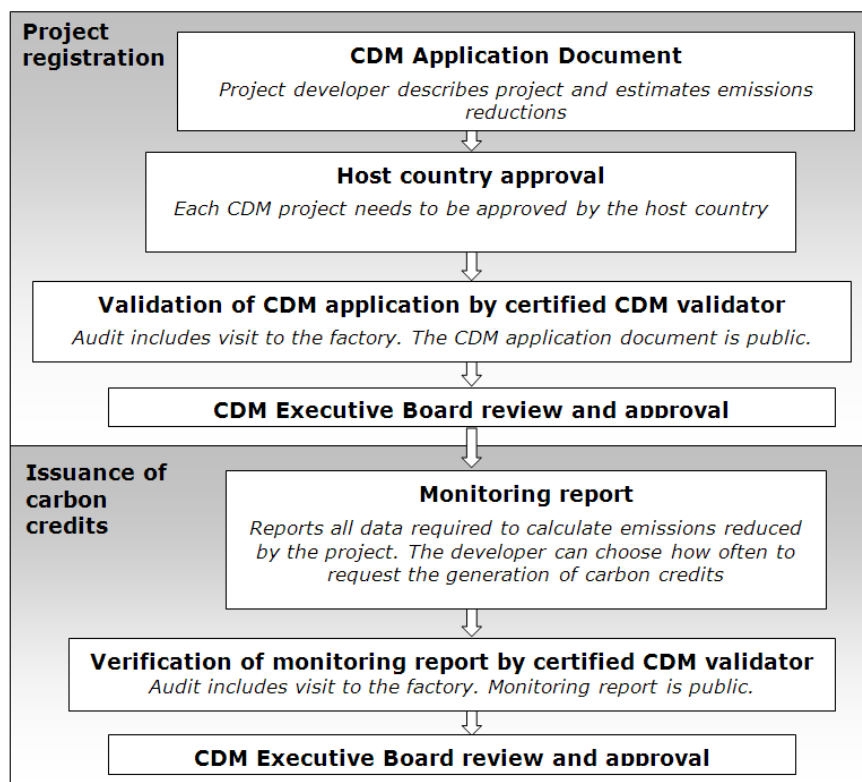 Project
registration
CDM Application Document
Project developer describes project and estimates emissions
reductions
Host country approval
Each CDM project needs to be approved by the host country
Validation of CDM application by certified CDM validator
Audit includes visit to the factory. The CDM application document is public.
CDM Executive Board review and approval
Issuance of
carbon
credits
Monitoring report
Reports all data required to calculate emissions reduced
by the project. The developer can choose how often to
request the generation of carbon credits
Verification of monitoring report by certified CDM validator
Audit includes visit to the factory. Monitoring report is public.
CDM Executive Board review and approval